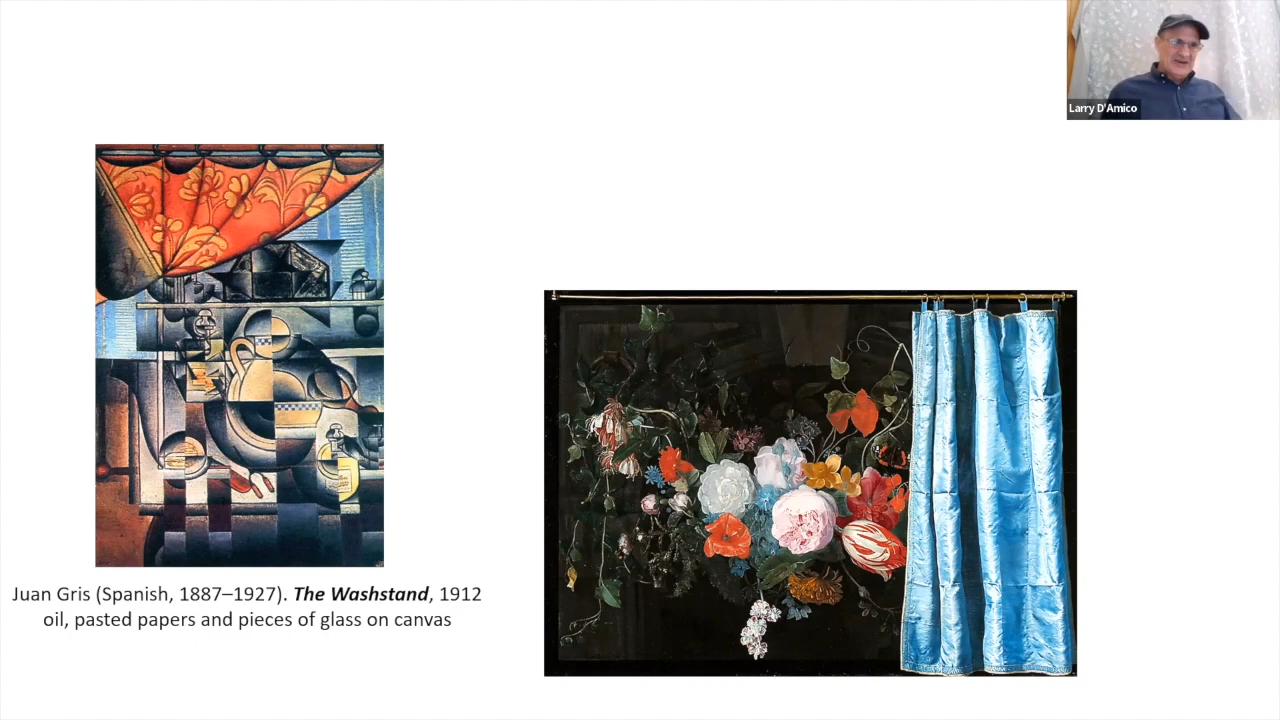 Larry D'Amico
Juan Gris (Spanish, 1887–1927). The Washstand, 1912
oil, pasted papers and pieces of glass on canvas